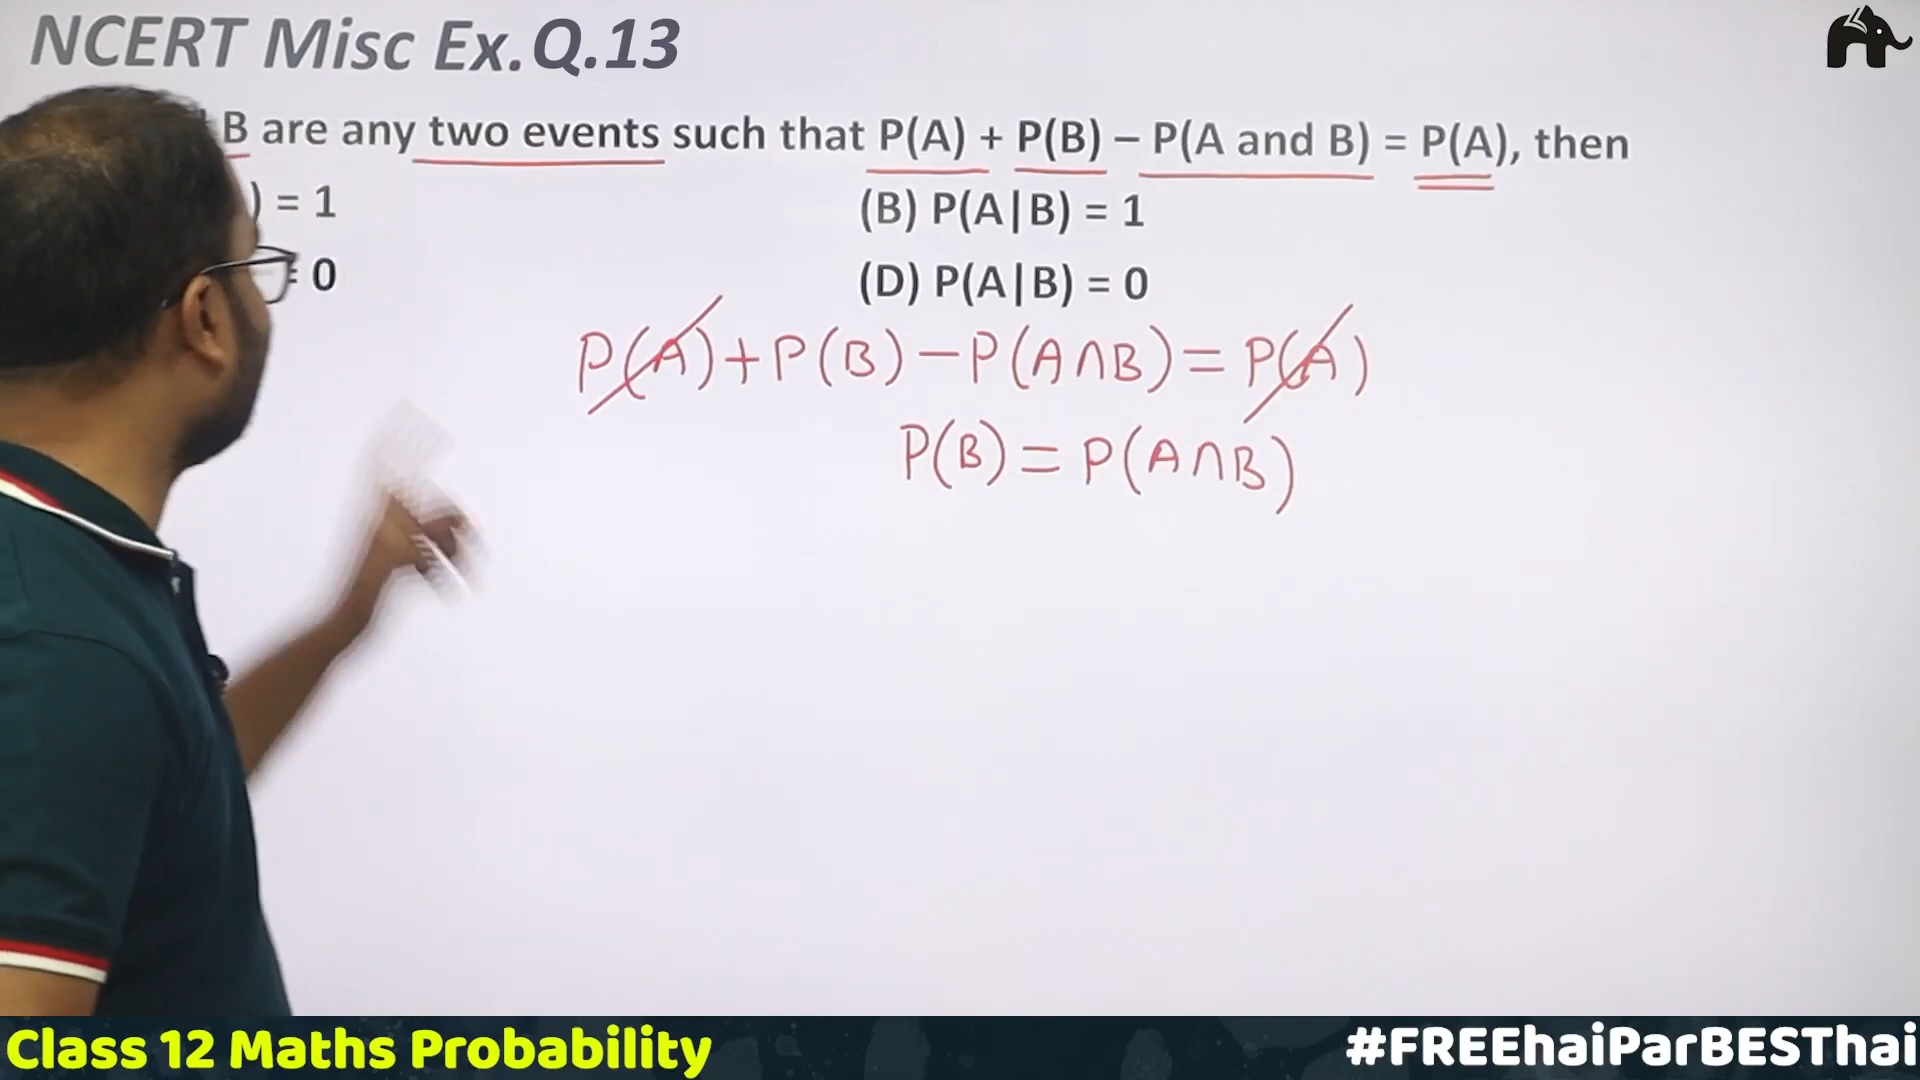 NCERT Misc Ex. Q.13
B are any two events such that P(A) + P(B) – P(A and B) = P(A), then
) = 1 (B) P(A|B) = 1
= 0 (D) P(A|B) = 0
P(A) + P(B) – P(A∩B) = P(A)
P(B) = P(A∩B)
Class 12 Maths Probability #FREEhaiParBESThai